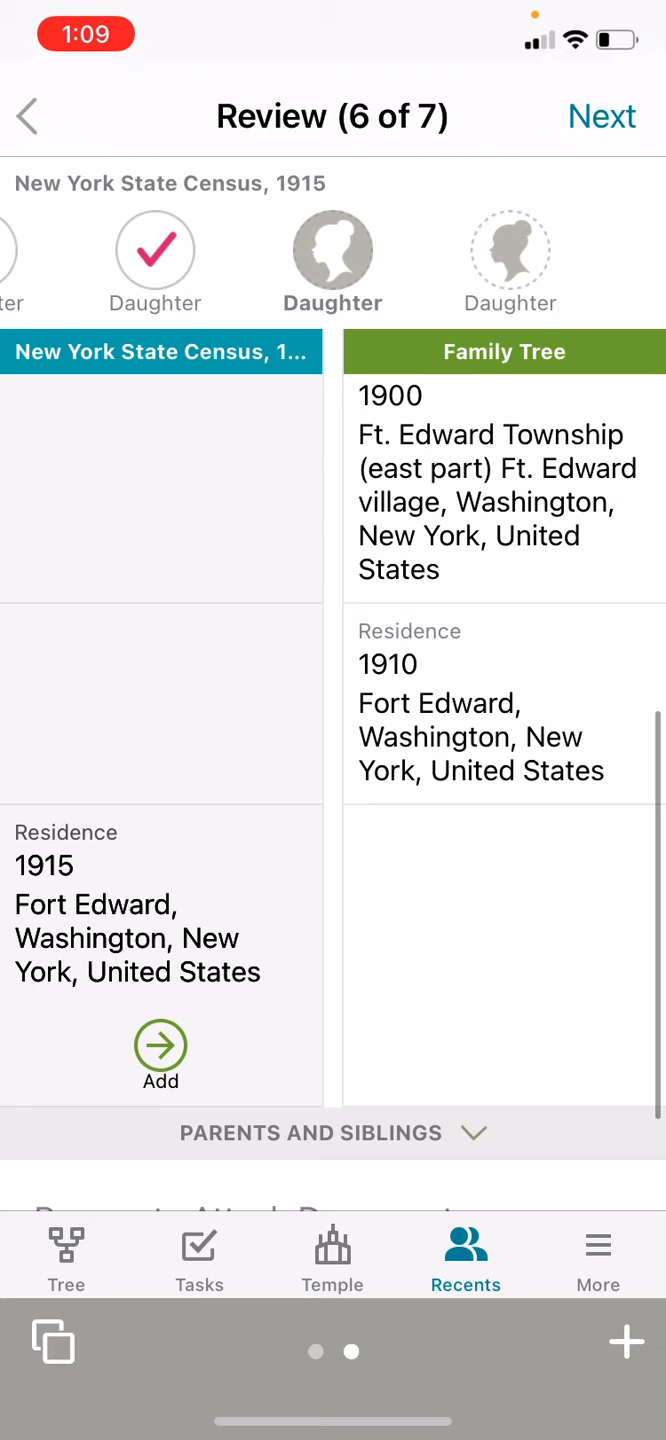 1:09
Review (6 of 7)
Next
New York State Census, 1915
ter
Daughter
Daughter
Daughter
New York State Census, 1...
Family Tree
1900
Ft. Edward Township
(east part) Ft. Edward
village, Washington,
New York, United
States
Residence
1910
Fort Edward,
Washington, New
York, United States
Residence
1915
Fort Edward,
Washington, New
York, United States
Add
PARENTS AND SIBLINGS
Tree
Tasks
Temple
Recents
More